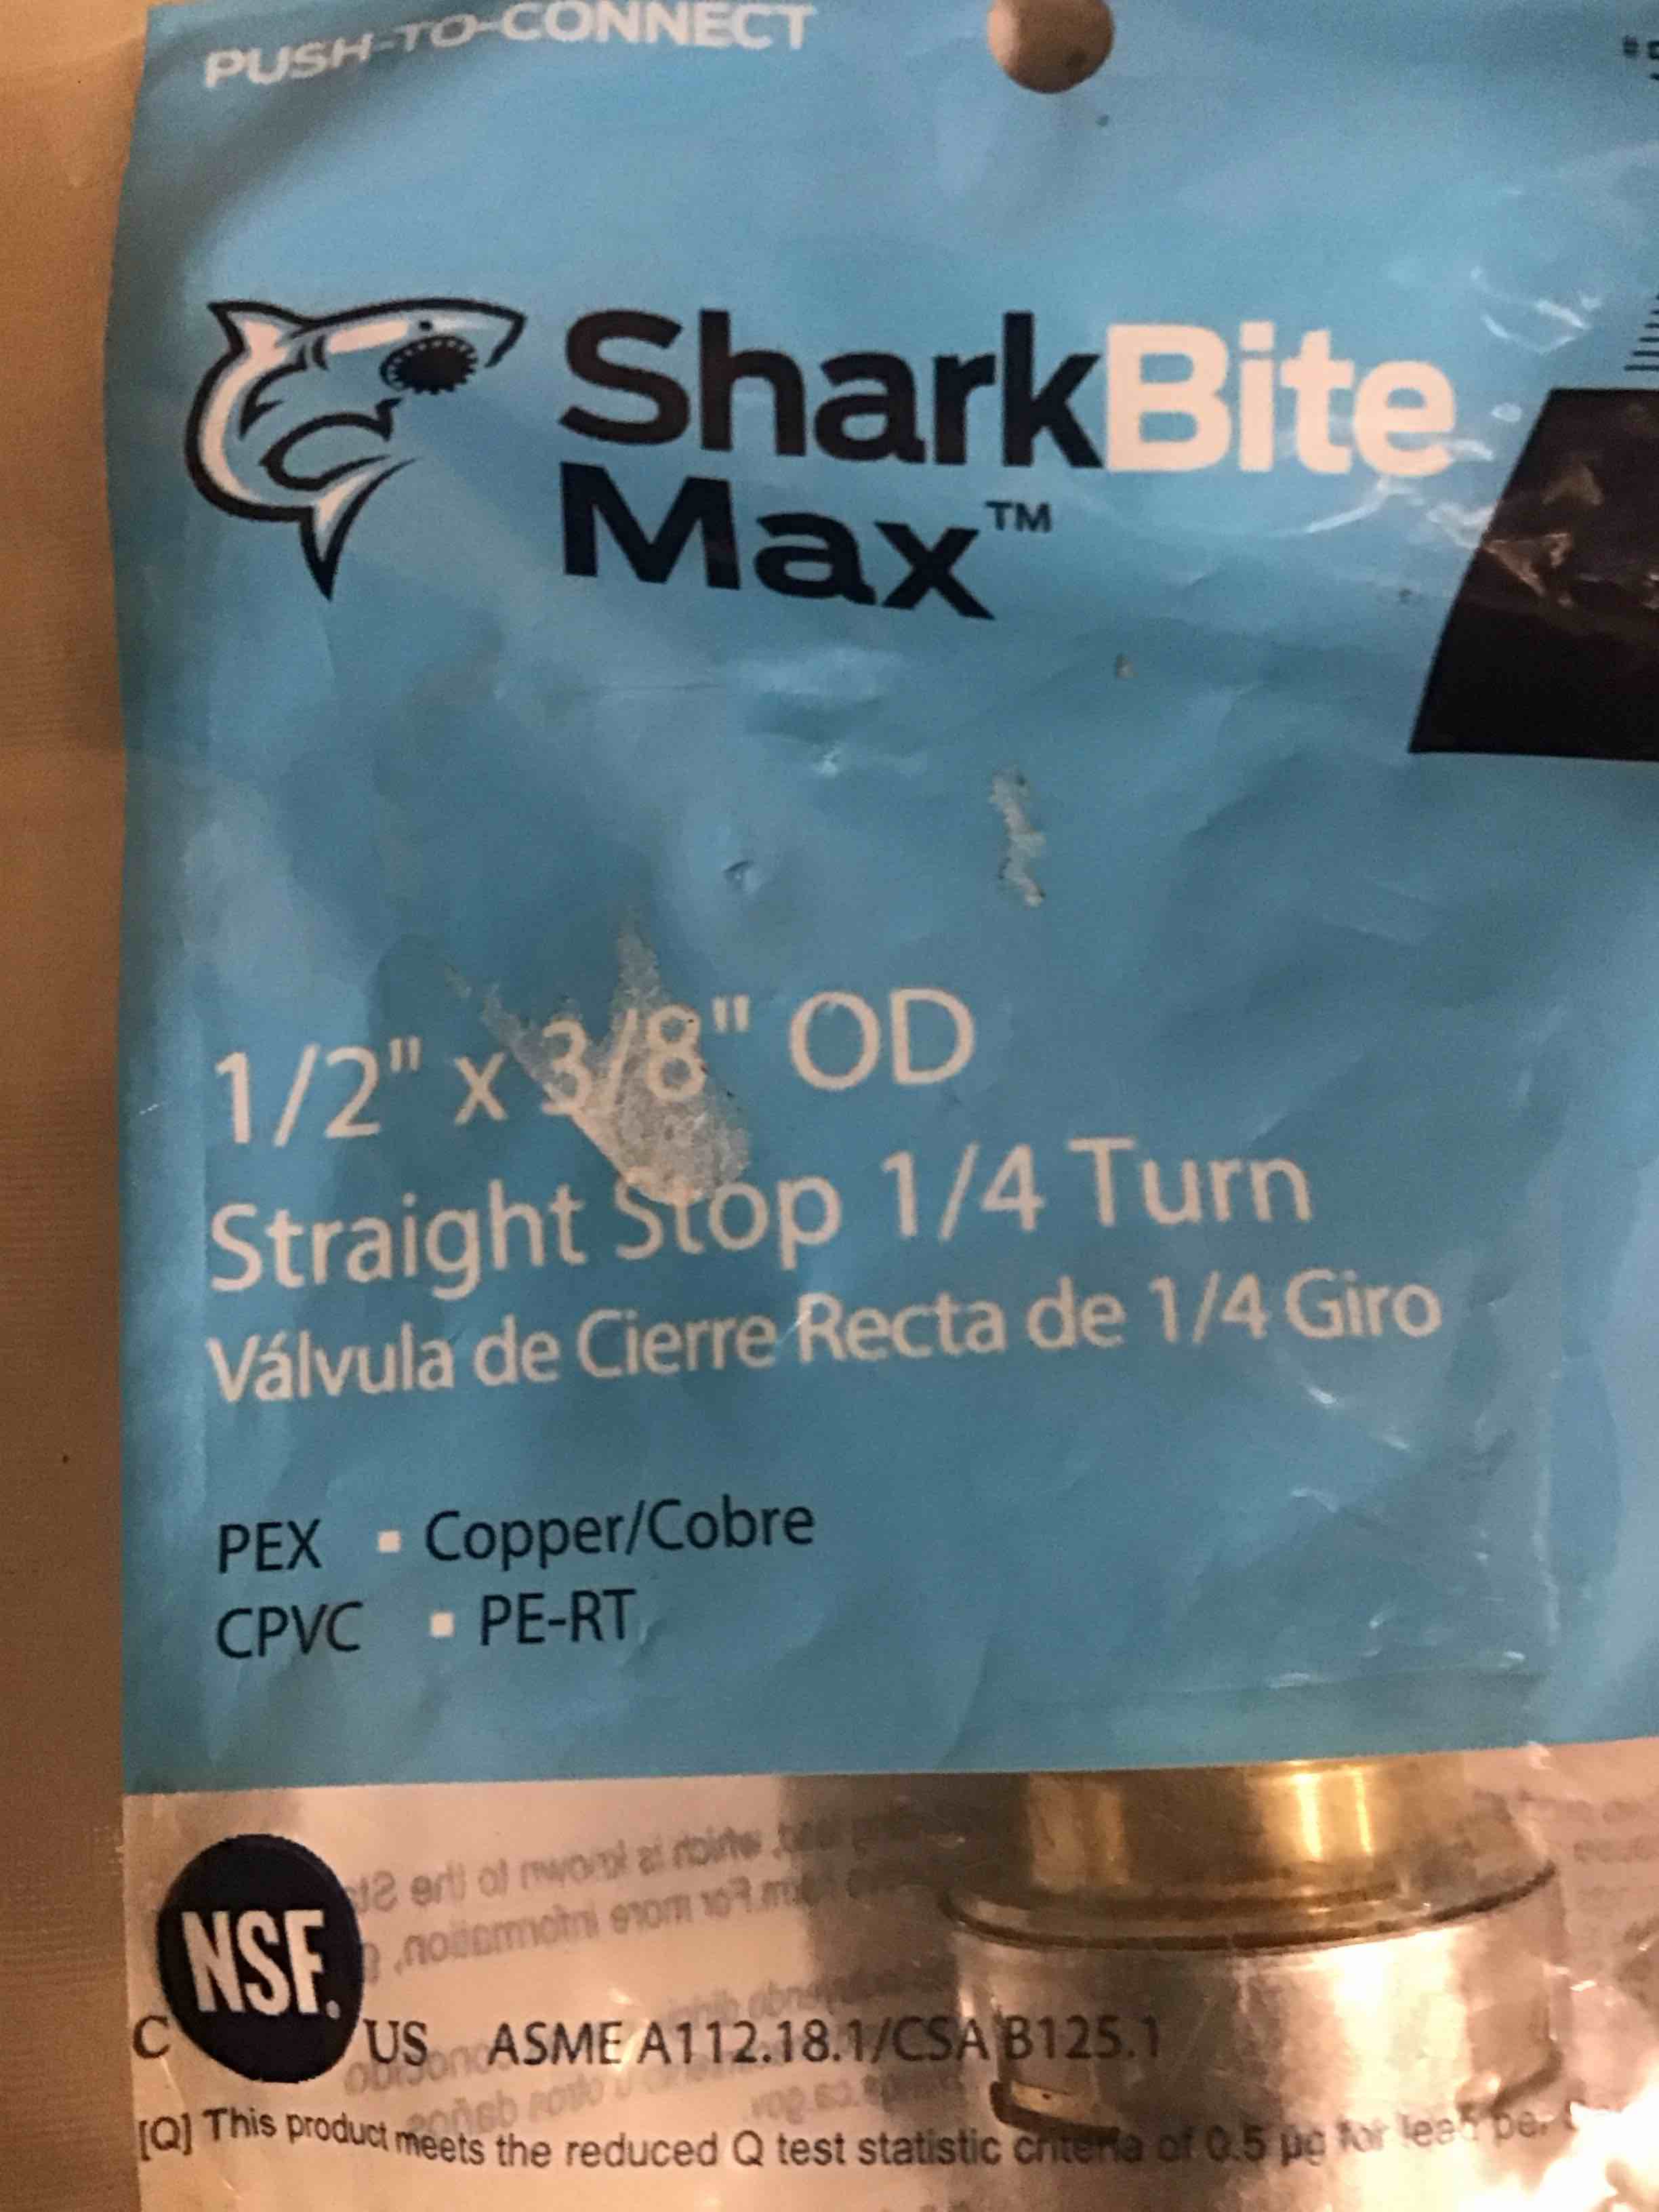 PUSH-TO-CONNECT
SharkBite
Max™
1/2" x 3/8" OD
Straight Stop 1/4 Turn
Válvula de Cierre Recta de 1/4 Giro
PEX ▪ Copper/Cobre
CPVC ▪ PE-RT
NSF.
C US ASME A112.18.1/CSA B125.1
[Q] This product meets the reduced Q test statistic criteria of 0.5 µg for lead per